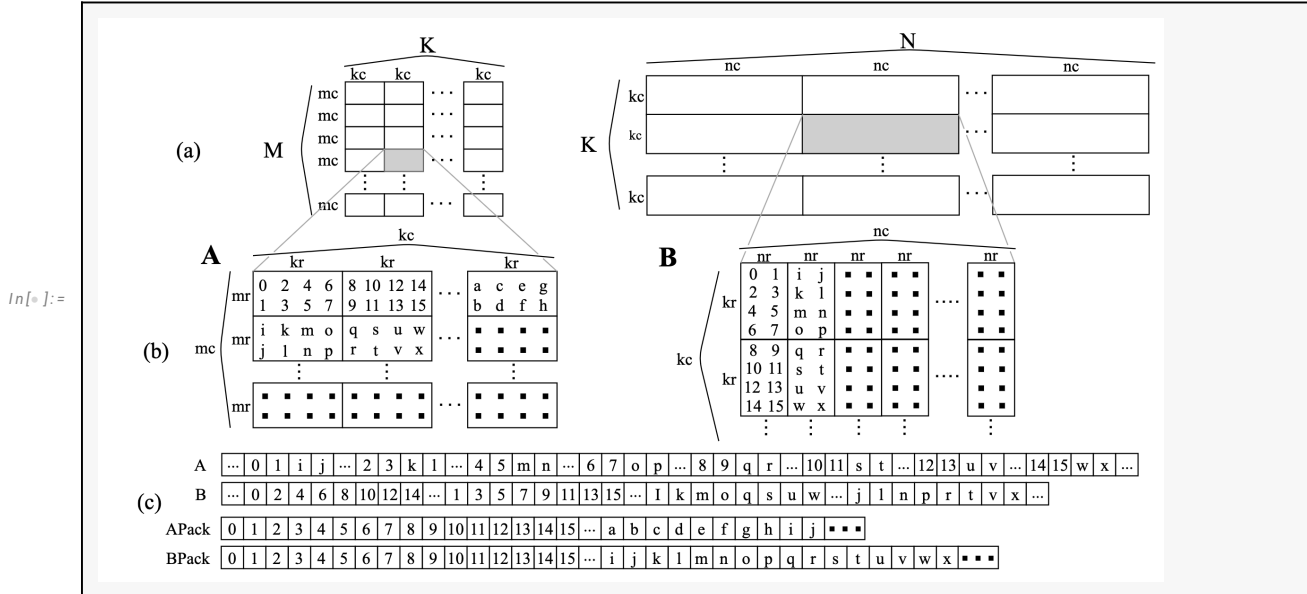 K
kc kc kc
mc
mc
mc
mc
mc
M
(a)
N
nc nc nc
kc
kc
kc
K
A
kc
kr kr kr
mc
mr
mr
mr
0 2 4 6 8 10 12 14 ... a c e g
1 3 5 7 9 11 13 15 b d f h
i k m o q s u w ...
j l n p r t v x
(b)
B
nc
nr nr nr nr nr
kc
kr
kr
0 1 i j
2 3 k l
4 5 m n
6 7 o p
8 9 q r
10 11 s t
12 13 u v
14 15 w x
(c)
A ... 0 1 i j ... 2 3 k l ... 4 5 m n ... 6 7 o p ... 8 9 q r ... 10 11 s t ... 12 13 u v ... 14 15 w x ...
B ... 0 2 4 6 8 10 12 14 ... 1 3 5 7 9 11 13 15 ... I k m o q s u w ... j l n p r t v x ...
APack 0 1 2 3 4 5 6 7 8 9 10 11 12 13 14 15 ... a b c d e f g h i j ▪ ▪ ▪
BPack 0 1 2 3 4 5 6 7 8 9 10 11 12 13 14 15 ... i j k l m n o p q r s t u v w x ▪ ▪ ▪
In[ ]:=